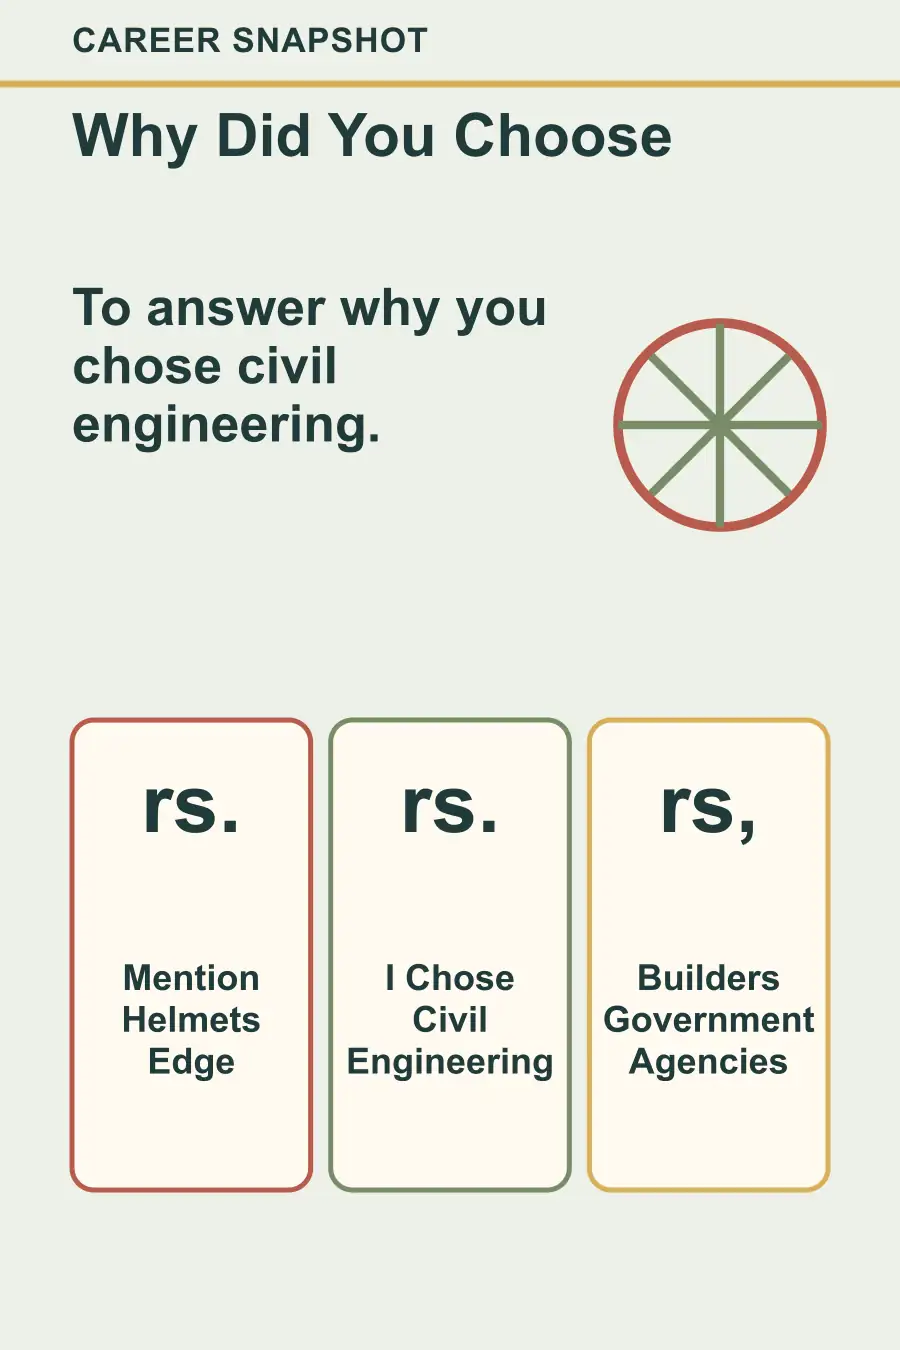 CAREER SNAPSHOT
Why Did You Choose
To answer why you
chose civil
engineering.
rs.
Mention
Helmets
Edge
rs.
I Chose
Civil
Engineering
rs,
Builders
Government
Agencies